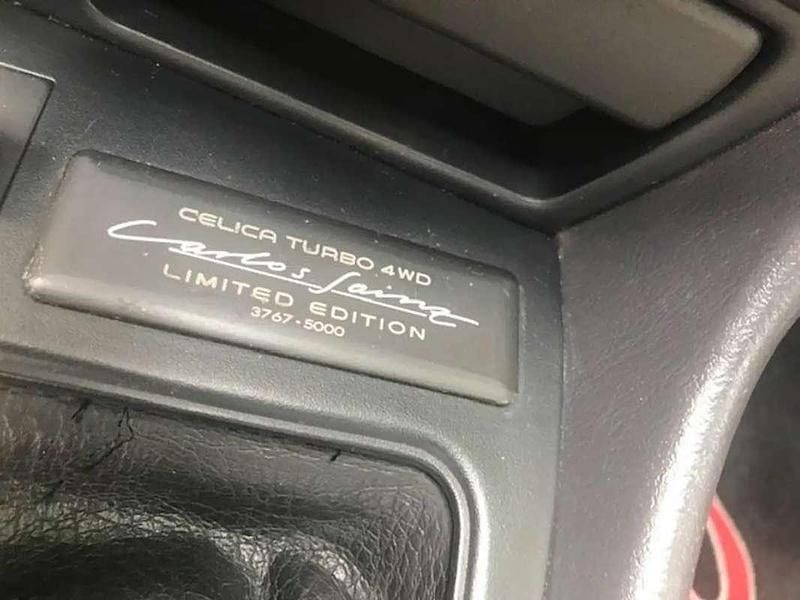 CELICA TURBO 4WD
Carlos Sainz
LIMITED EDITION
3767-5000